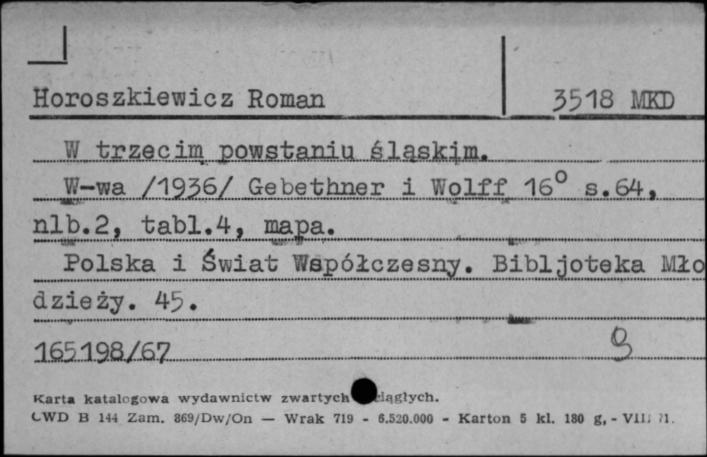 Horoszkiewicz Roman 3518 MKD
W trzecim powstaniu śląskim.
W-wa /1936/ Gebethner i Wolff 16° s.64,
nlb.2, tabl.4, mapa.
Polska i Świat Współczesny. Bibljoteka Mło
dzieży. 45.
165198/67
Karta katalogowa wydawnictw zwartych
CWD B 144 Zam. 869/Dw/On — Wrak 719 - 6.520.000 - Karton 5 kl. 180 g, - VIII 71.